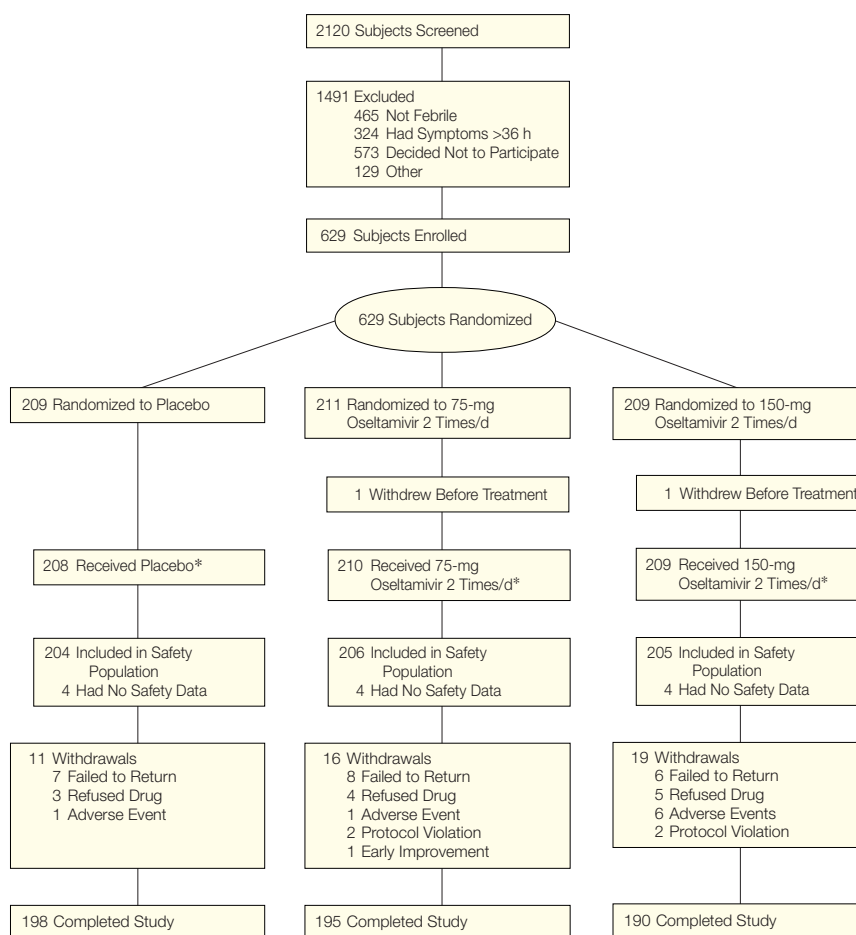 2120 Subjects Screened
1491 Excluded
465 Not Febrile
324 Had Symptoms >36 h
573 Decided Not to Participate
129 Other
629 Subjects Enrolled
629 Subjects Randomized
209 Randomized to Placebo
211 Randomized to 75-mg
Oseltamivir 2 Times/d
209 Randomized to 150-mg
Oseltamivir 2 Times/d
1 Withdrew Before Treatment
1 Withdrew Before Treatment
208 Received Placebo*
210 Received 75-mg
Oseltamivir 2 Times/d*
209 Received 150-mg
Oseltamivir 2 Times/d*
204 Included in Safety
Population
4 Had No Safety Data
206 Included in Safety
Population
4 Had No Safety Data
205 Included in Safety
Population
4 Had No Safety Data
11 Withdrawals
7 Failed to Return
3 Refused Drug
1 Adverse Event
16 Withdrawals
8 Failed to Return
4 Refused Drug
1 Adverse Event
2 Protocol Violation
1 Early Improvement
19 Withdrawals
6 Failed to Return
5 Refused Drug
6 Adverse Events
2 Protocol Violation
198 Completed Study
195 Completed Study
190 Completed Study